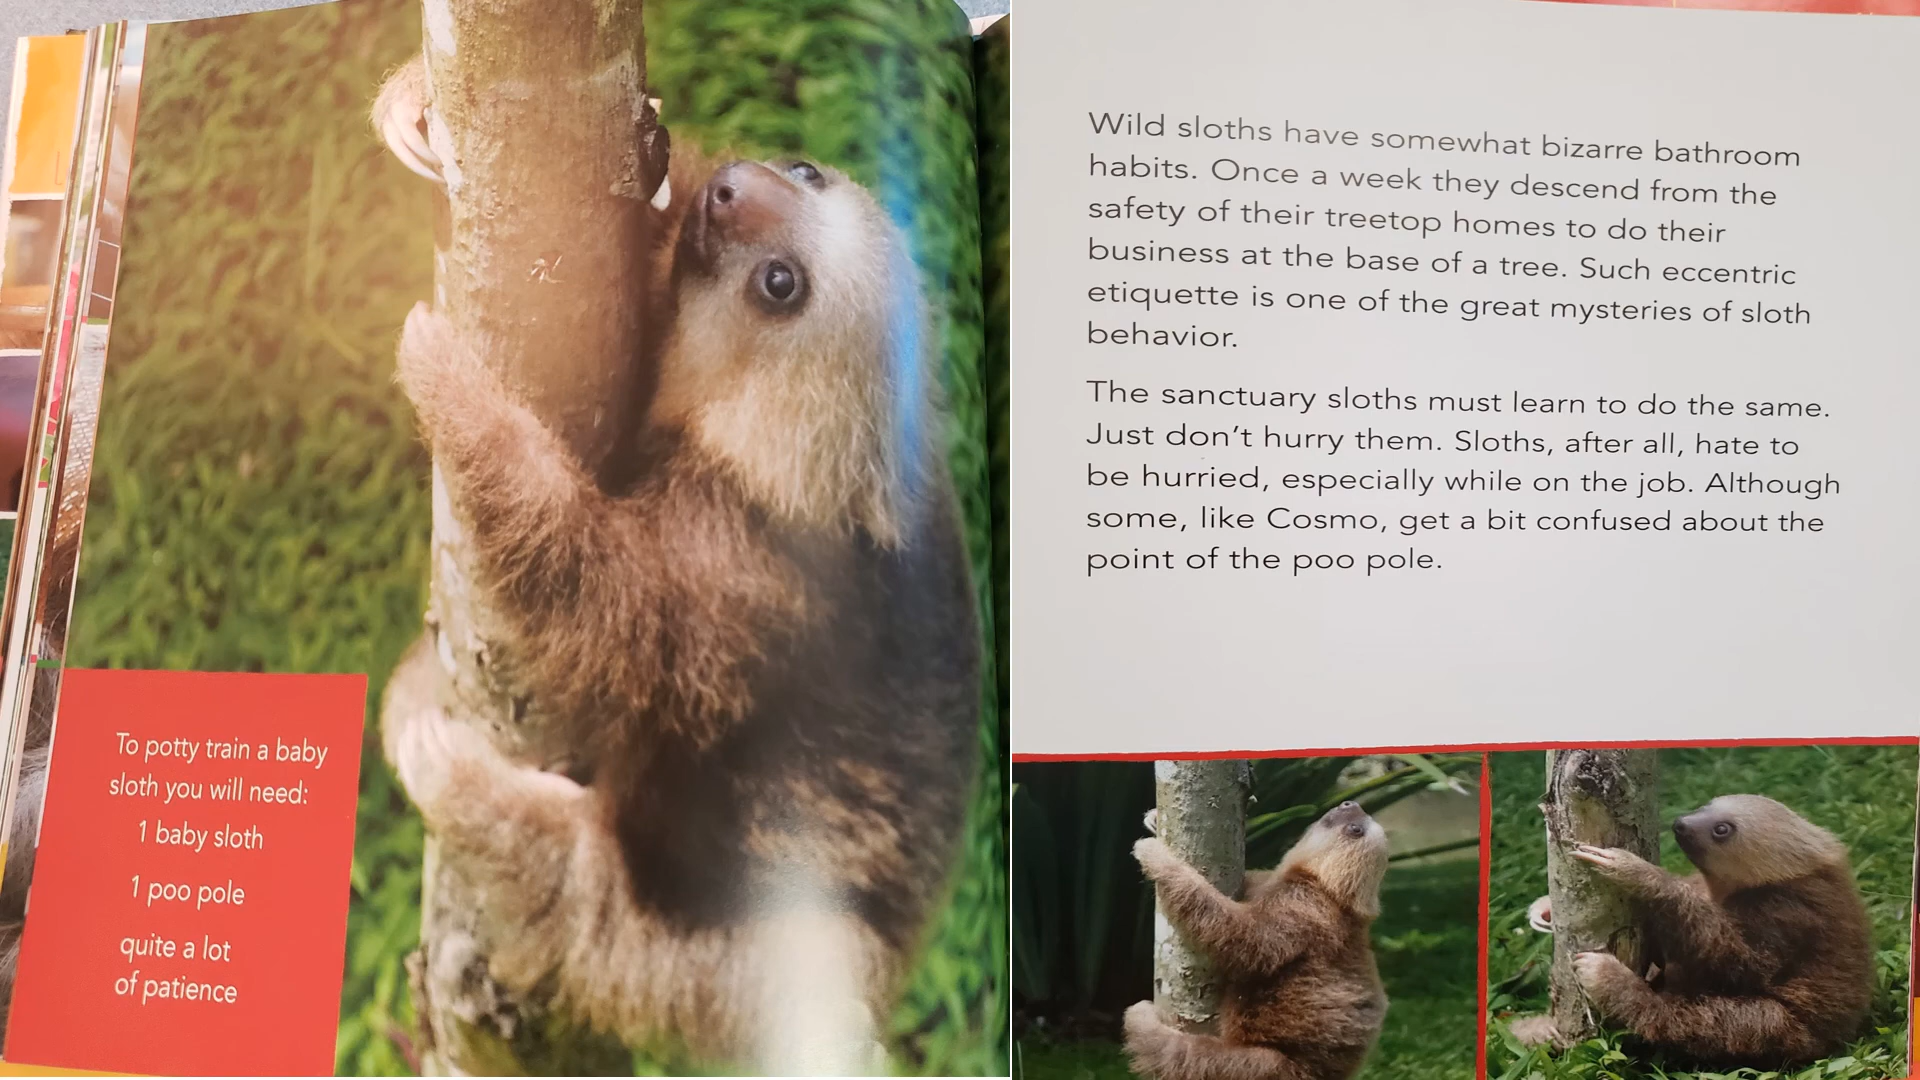 To potty train a baby
sloth you will need:
1 baby sloth
1 poo pole
quite a lot
of patience
Wild sloths have somewhat bizarre bathroom
habits. Once a week they descend from the
safety of their treetop homes to do their
business at the base of a tree. Such eccentric
etiquette is one of the great mysteries of sloth
behavior.
The sanctuary sloths must learn to do the same.
Just don't hurry them. Sloths, after all, hate to
be hurried, especially while on the job. Although
some, like Cosmo, get a bit confused about the
point of the poo pole.